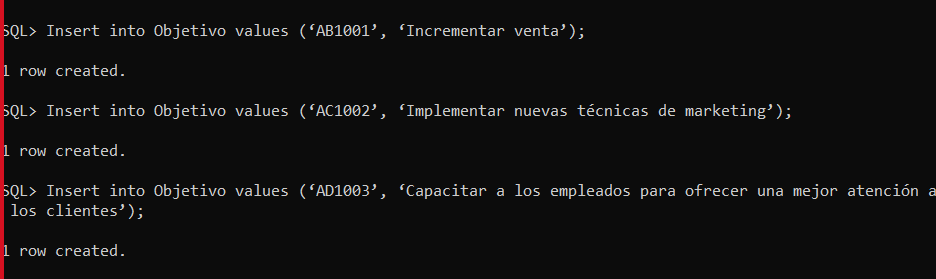 SQL> Insert into Objetivo values (‘AB1001’, ‘Incrementar venta’);
1 row created.
SQL> Insert into Objetivo values (‘AC1002’, ‘Implementar nuevas técnicas de marketing’);
1 row created.
SQL> Insert into Objetivo values (‘AD1003’, ‘Capacitar a los empleados para ofrecer una mejor atención a
los clientes’);
1 row created.